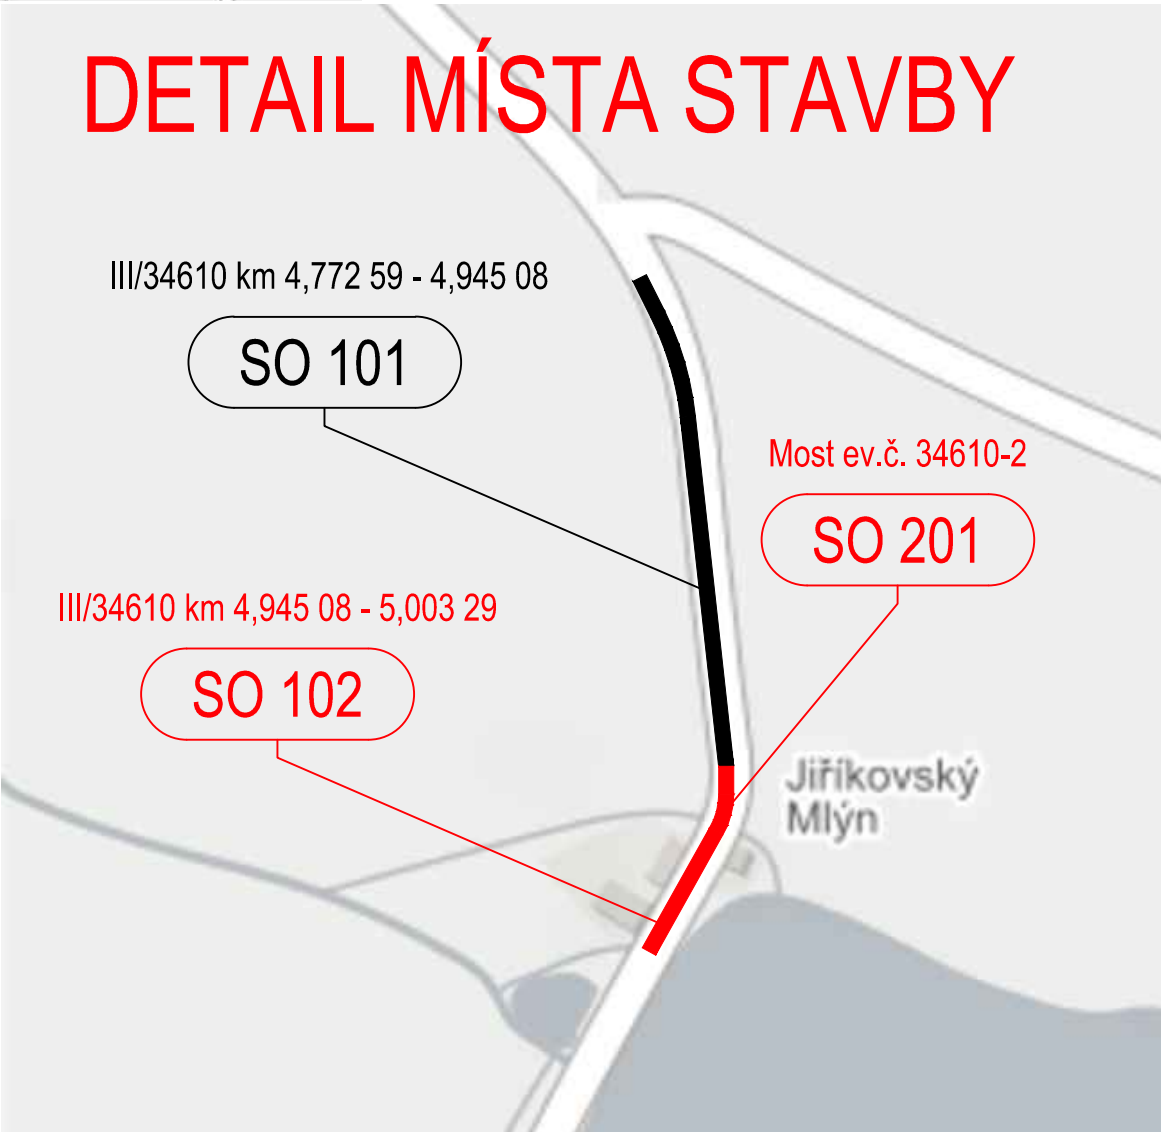 DETAIL MÍSTA STAVBY
III/34610 km 4,772 59 - 4,945 08
SO 101
Most ev.č. 34610-2
SO 201
III/34610 km 4,945 08 - 5,003 29
SO 102
Jiříkovský
Mlýn